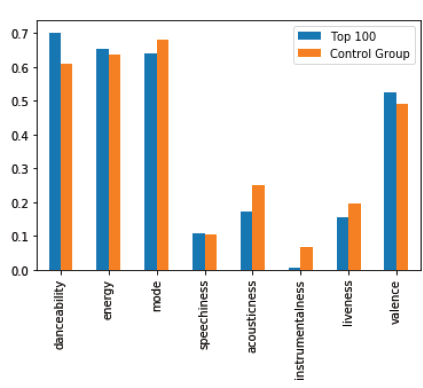 0.7
0.6
0.5
0.4
0.3
0.2
0.1
0.0
Top 100
Control Group
danceability
energy
mode
speechiness
acousticness
instrumentalness
liveness
valence